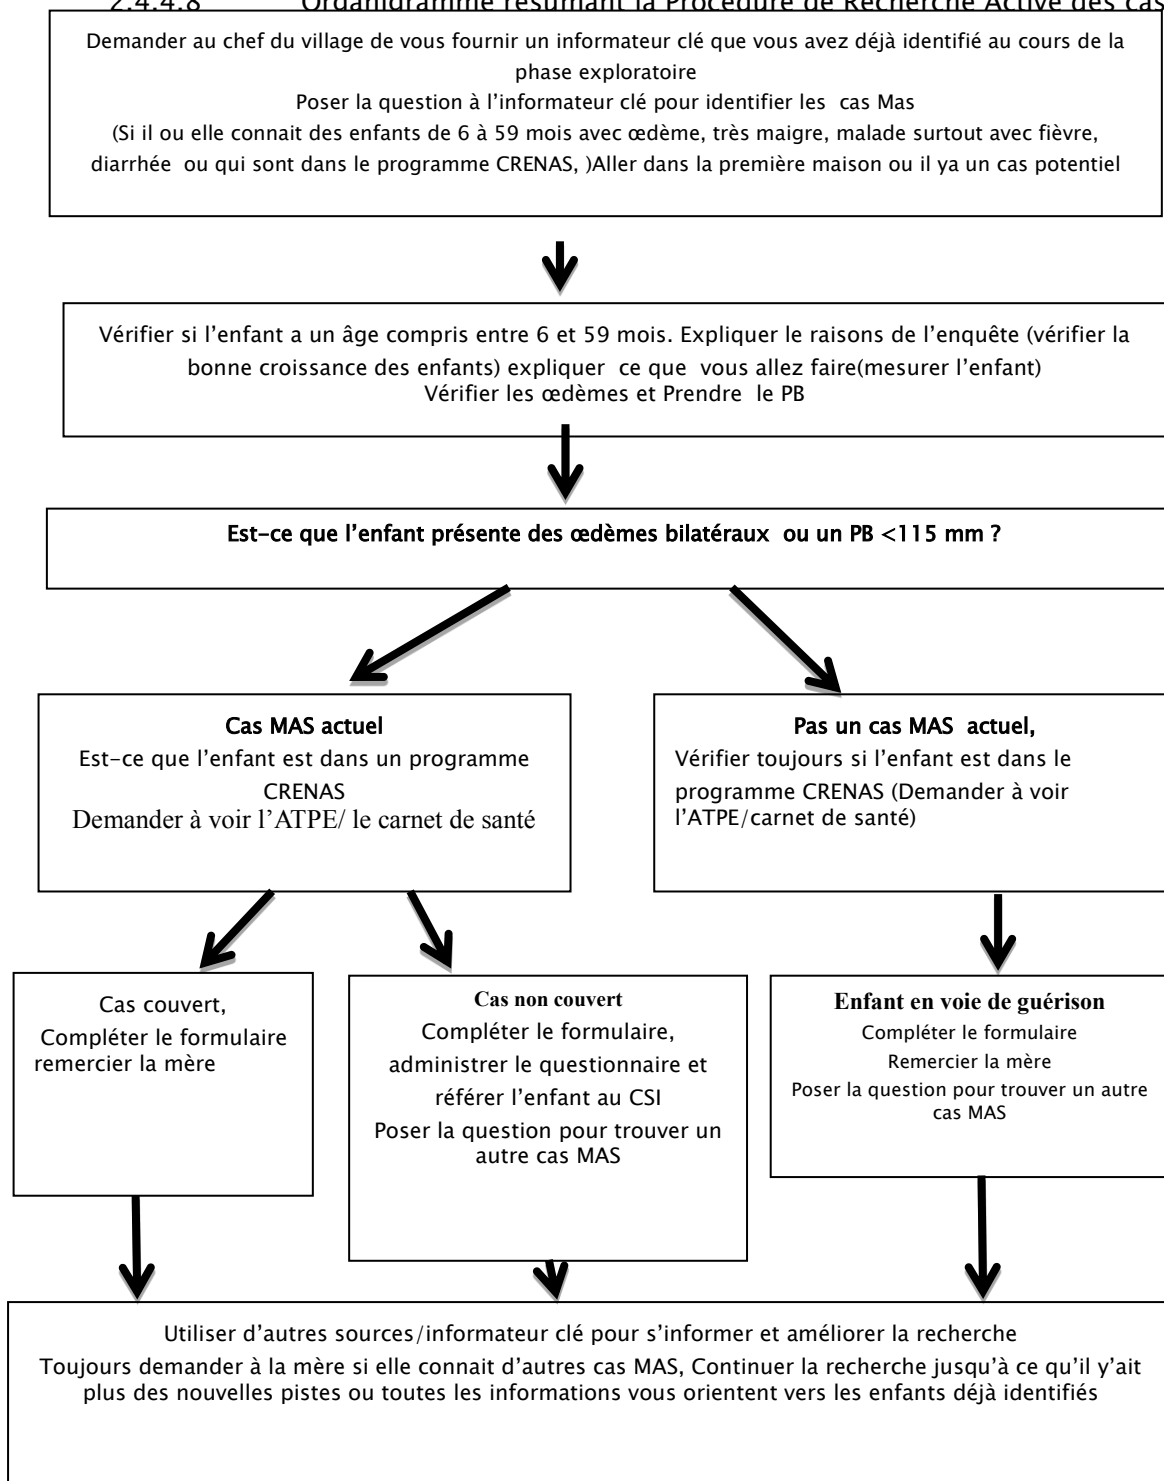 2.4.4.8 Organigramme résumant la Procédure de Recherche Active des cas
Demander au chef du village de vous fournir un informateur clé que vous avez déjà identifié au cours de la
phase exploratoire
Poser la question à l’informateur clé pour identifier les cas Mas
(Si il ou elle connait des enfants de 6 à 59 mois avec œdème, très maigre, malade surtout avec fièvre,
diarrhée ou qui sont dans le programme CRENAS, )Aller dans la première maison ou il ya un cas potentiel
Vérifier si l’enfant a un âge compris entre 6 et 59 mois. Expliquer le raisons de l’enquête (vérifier la
bonne croissance des enfants) expliquer ce que vous allez faire(mesurer l’enfant)
Vérifier les œdèmes et Prendre le PB
Est-ce que l’enfant présente des œdèmes bilatéraux ou un PB <115 mm ?
Cas MAS actuel
Est-ce que l’enfant est dans un programme
CRENAS
Demander à voir l’ATPE/ le carnet de santé
Pas un cas MAS actuel,
Vérifier toujours si l’enfant est dans le
programme CRENAS (Demander à voir
l’ATPE/carnet de santé)
Cas couvert,
Compléter le formulaire
remercier la mère
Cas non couvert
Compléter le formulaire,
administrer le questionnaire et
référer l’enfant au CSI
Poser la question pour trouver un
autre cas MAS
Enfant en voie de guérison
Compléter le formulaire
Remercier la mère
Poser la question pour trouver un autre
cas MAS
Utiliser d’autres sources/informateur clé pour s’informer et améliorer la recherche
Toujours demander à la mère si elle connait d’autres cas MAS, Continuer la recherche jusqu’à ce qu’il y’ait
plus des nouvelles pistes ou toutes les informations vous orientent vers les enfants déjà identifiés